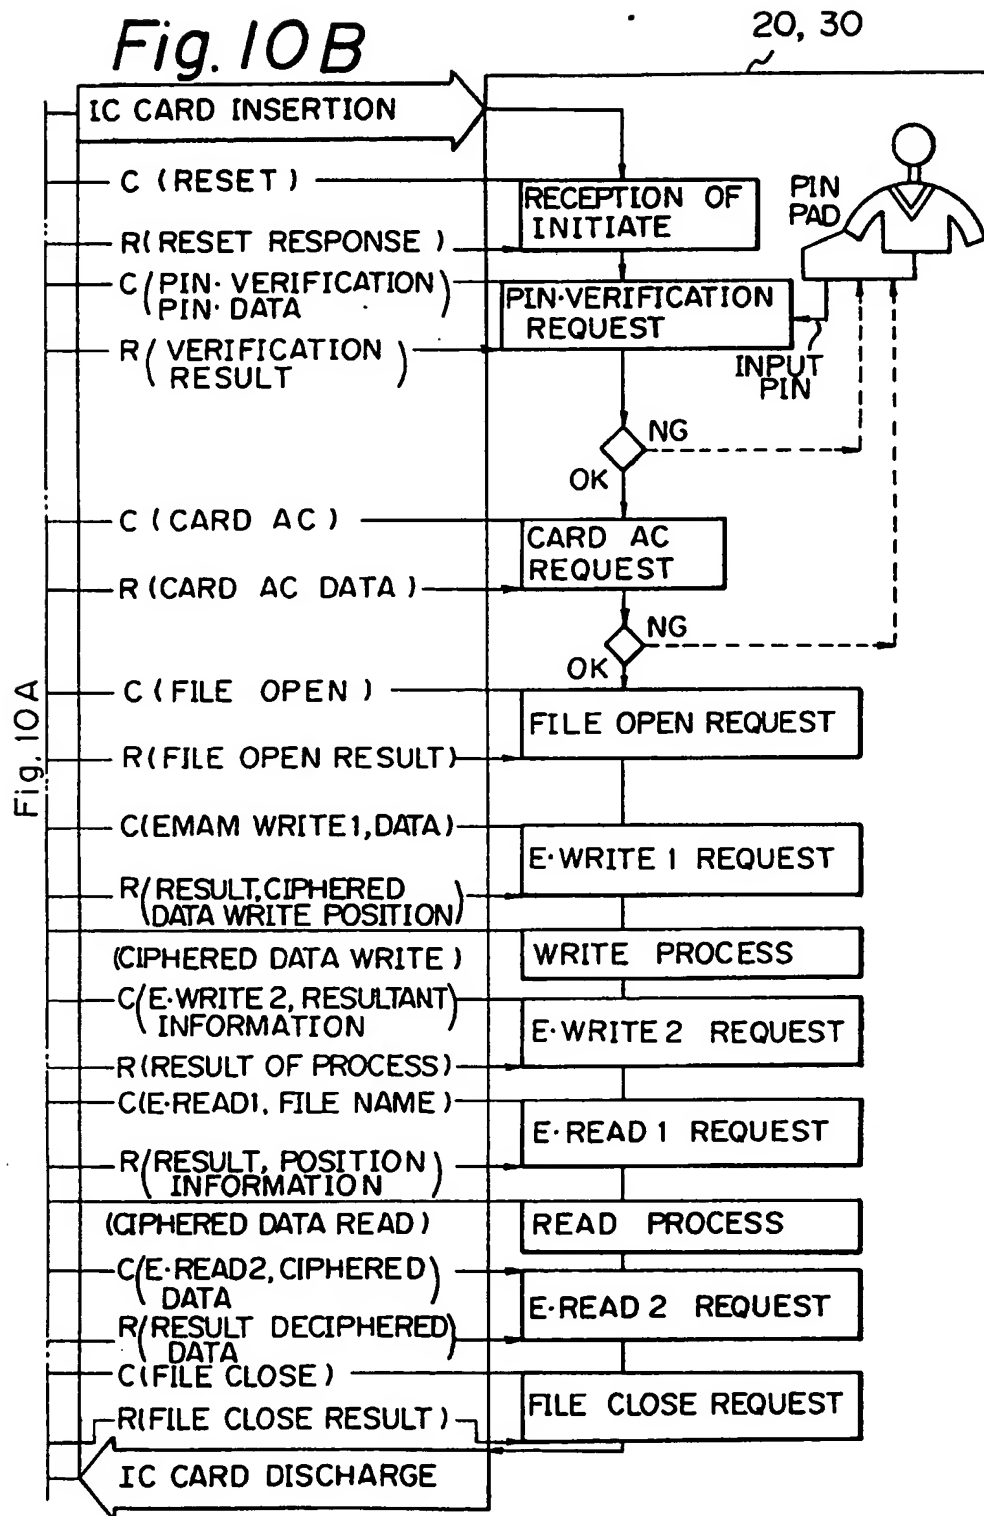 Fig. 10B
20, 30
IC CARD INSERTION
C (RESET)
RECEPTION OF
INITIATE
PIN
PAD
R(RESET RESPONSE)
C(PIN·VERIFICATION
PIN·DATA)
PIN·VERIFICATION
REQUEST
R(VERIFICATION
RESULT)
INPUT
PIN
NG
OK
C (CARD AC)
CARD AC
REQUEST
R(CARD AC DATA)
NG
OK
C (FILE OPEN)
FILE OPEN REQUEST
R(FILE OPEN RESULT)
Fig. 10A
C(EMAM WRITE1, DATA)
E·WRITE 1 REQUEST
R(RESULT, CIPHERED
DATA WRITE POSITION)
(CIPHERED DATA WRITE)
WRITE PROCESS
C(E·WRITE 2, RESULTANT
INFORMATION)
E·WRITE 2 REQUEST
R(RESULT OF PROCESS)
C(E·READ1, FILE NAME)
E·READ 1 REQUEST
R(RESULT, POSITION
INFORMATION)
(CIPHERED DATA READ)
READ PROCESS
C(E·READ2, CIPHERED
DATA)
E·READ 2 REQUEST
R(RESULT DECIPHERED
DATA)
C(FILE CLOSE)
FILE CLOSE REQUEST
R(FILE CLOSE RESULT)
IC CARD DISCHARGE